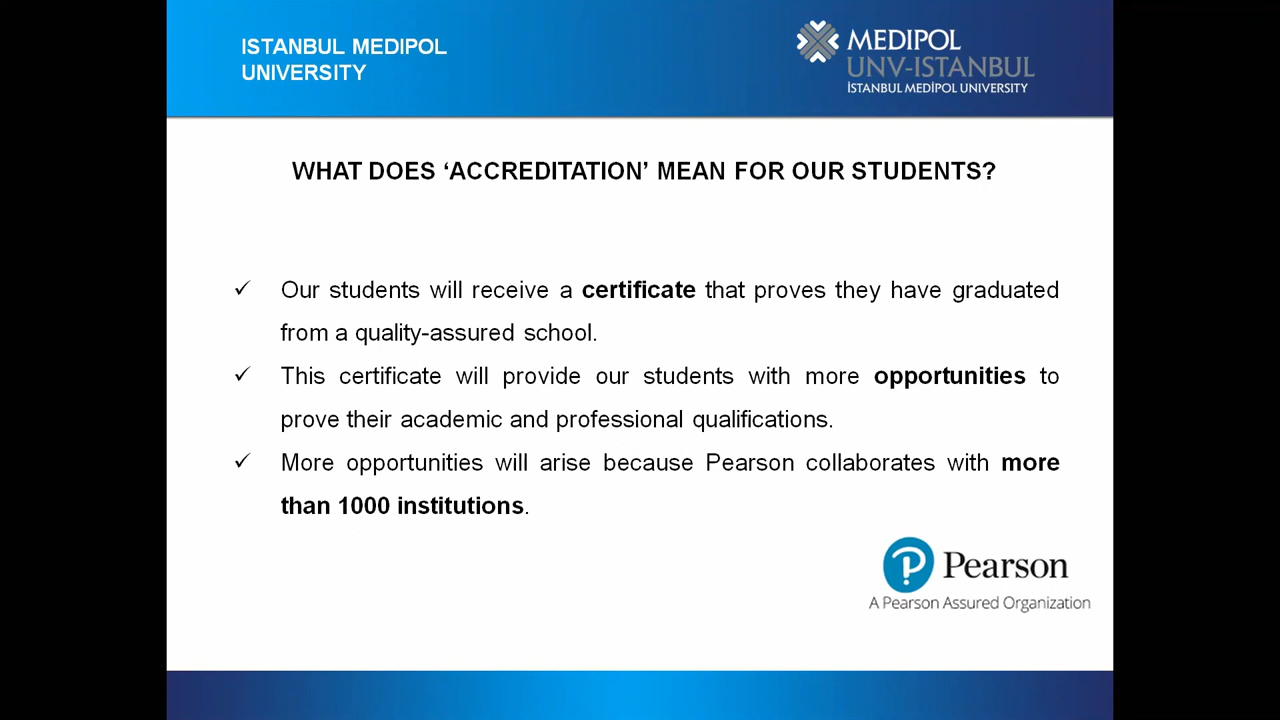 ISTANBUL MEDIPOL
UNIVERSITY
MEDIPOL
UNV-ISTANBUL
İSTANBUL MEDİPOL UNIVERSITY
WHAT DOES ‘ACCREDITATION’ MEAN FOR OUR STUDENTS?
✓ Our students will receive a certificate that proves they have graduated
from a quality-assured school.
✓ This certificate will provide our students with more opportunities to
prove their academic and professional qualifications.
✓ More opportunities will arise because Pearson collaborates with more
than 1000 institutions.
Pearson
A Pearson Assured Organization